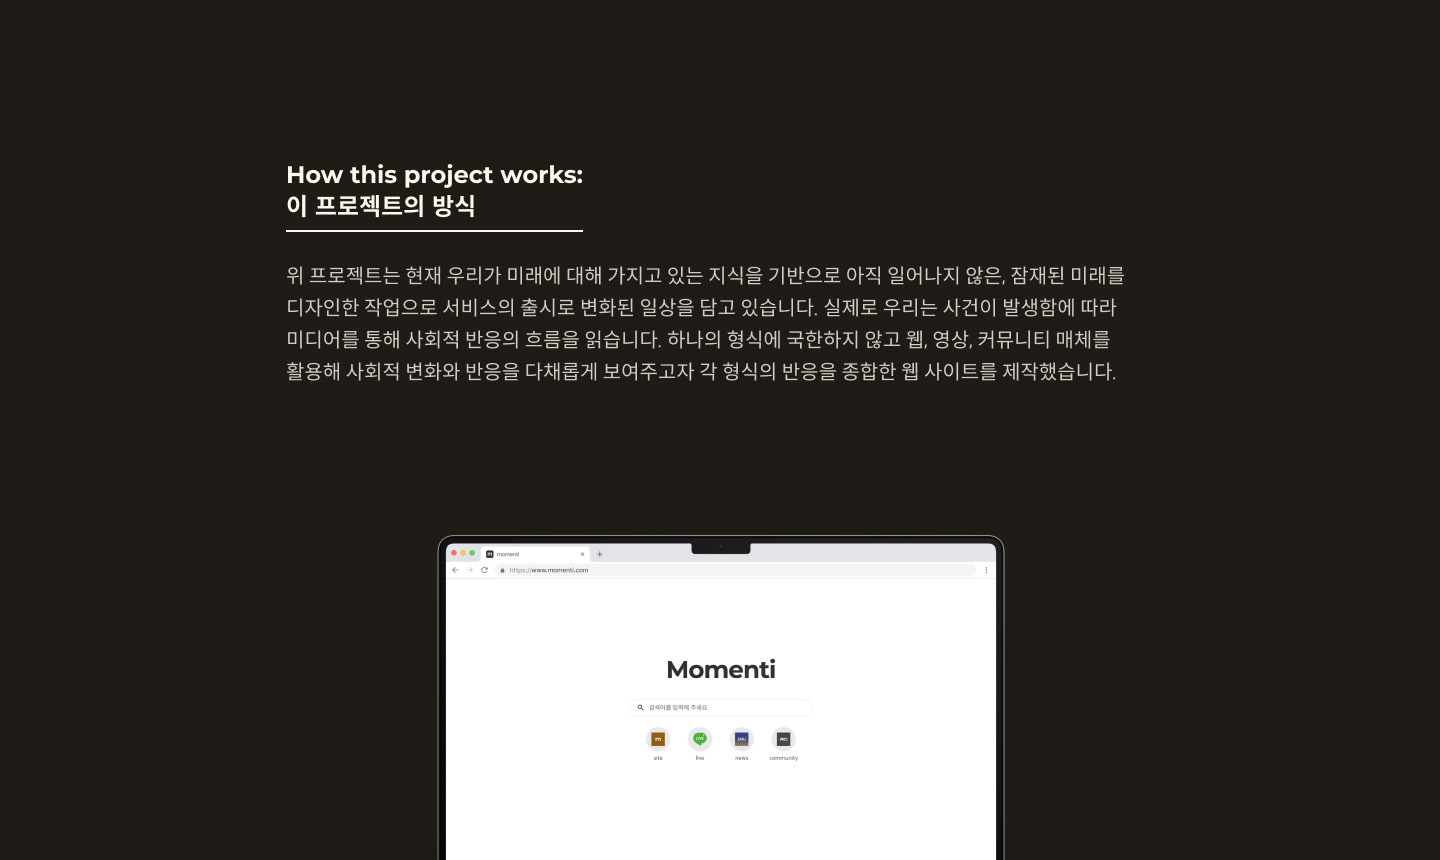 How this project works:
이 프로젝트의 방식
위 프로젝트는 현재 우리가 미래에 대해 가지고 있는 지식을 기반으로 아직 일어나지 않은, 잠재된 미래를
디자인한 작업으로 서비스의 출시로 변화된 일상을 담고 있습니다. 실제로 우리는 사건이 발생함에 따라
미디어를 통해 사회적 반응의 흐름을 읽습니다. 하나의 형식에 국한하지 않고 웹, 영상, 커뮤니티 매체를
활용해 사회적 변화와 반응을 다채롭게 보여주고자 각 형식의 반응을 종합한 웹 사이트를 제작했습니다.
m momenti
https://www.momenti.com
Momenti
검색어를 입력해 주세요.
m LIVE SMU
site live news community